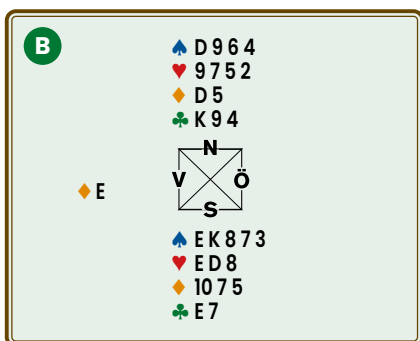 B
♠ D 9 6 4
♥ 9 7 5 2
♦ D 5
♣ K 9 4
N
V Ö
♦ E
S
♠ E K 8 7 3
♥ E D 8
♦ 10 7 5
♣ E 7